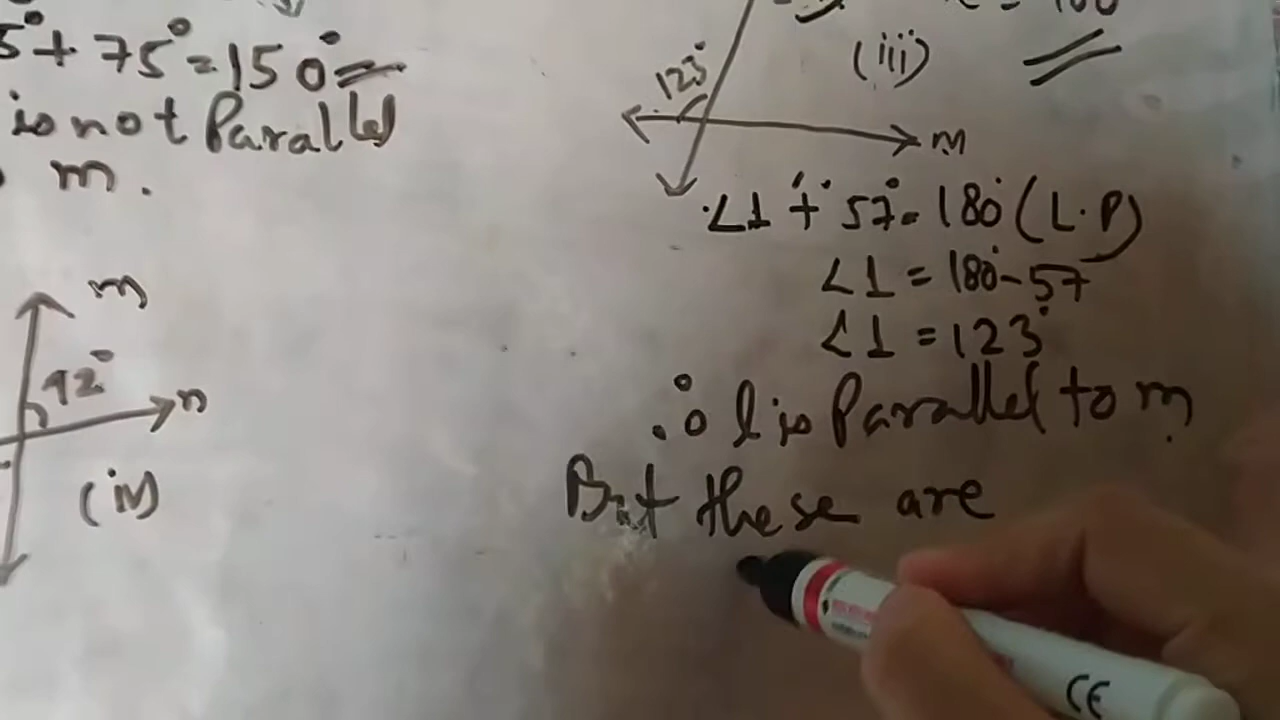 5° + 75° = 150°
is not Parallel
m.
m
92°
n
(iv)
(iii)
123°
m
∠1 + 57° = 180° (L.P)
∠1 = 180° - 57
∠1 = 123°
∴ l is Parallel to m
But these are
CE